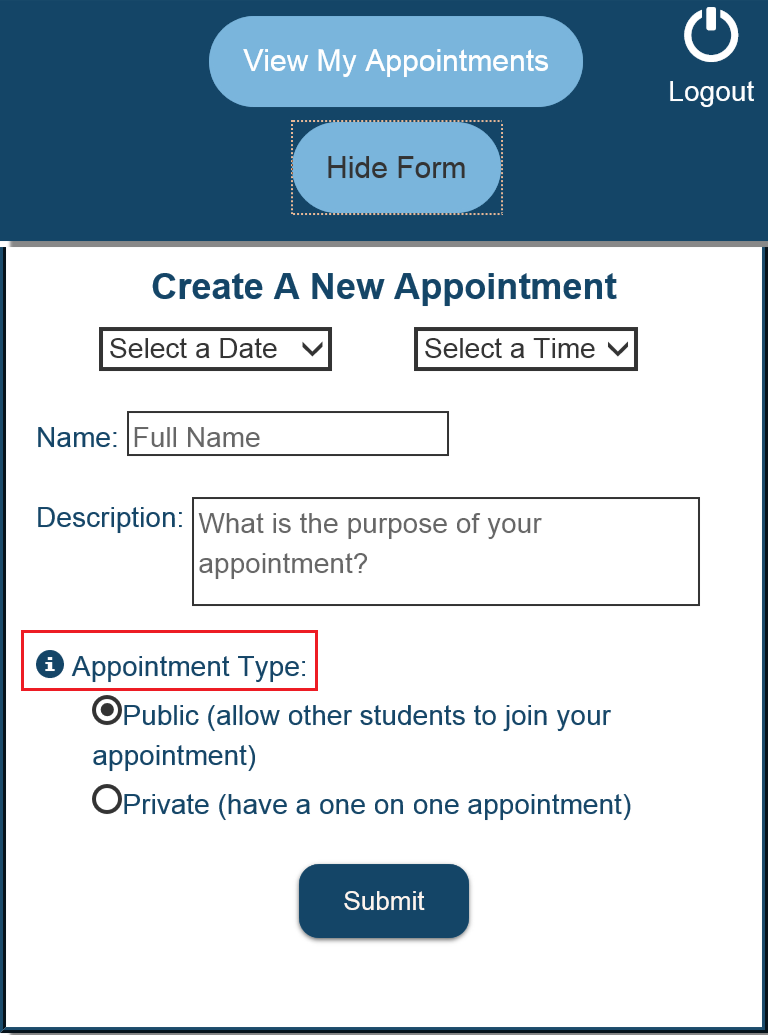 View My Appointments
Logout
Hide Form
Create A New Appointment
Select a Date
Select a Time
Name: Full Name
Description: What is the purpose of your
appointment?
Appointment Type:
Public (allow other students to join your
appointment)
Private (have a one on one appointment)
Submit